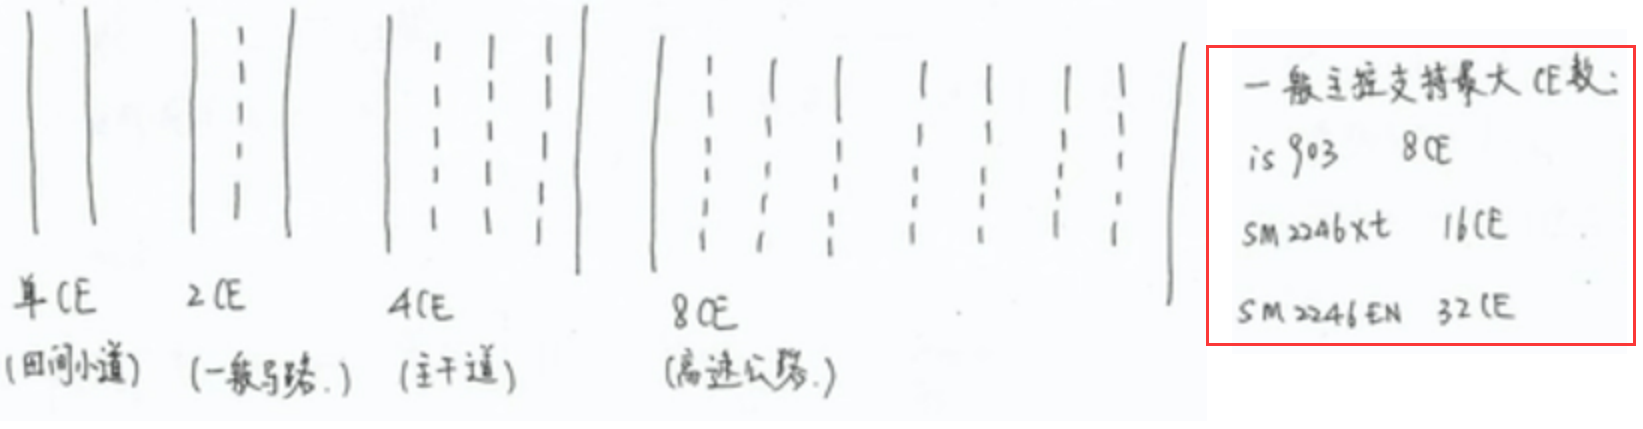 单CE
2CE
4CE
8CE
(田间小道)
(一般马路.)
(主干道)
(高速公路.)
一般主控支持最大CE数:
is903 8CE
SM2246xt 16CE
SM2246EN 32CE